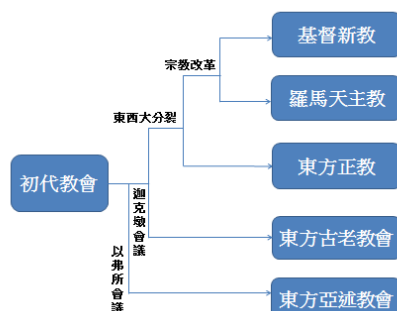 基督新教
宗教改革
羅馬天主教
東西大分裂
東方正教
初代教會
迦克墩會議
東方古老教會
以弗所會議
東方亞述教會